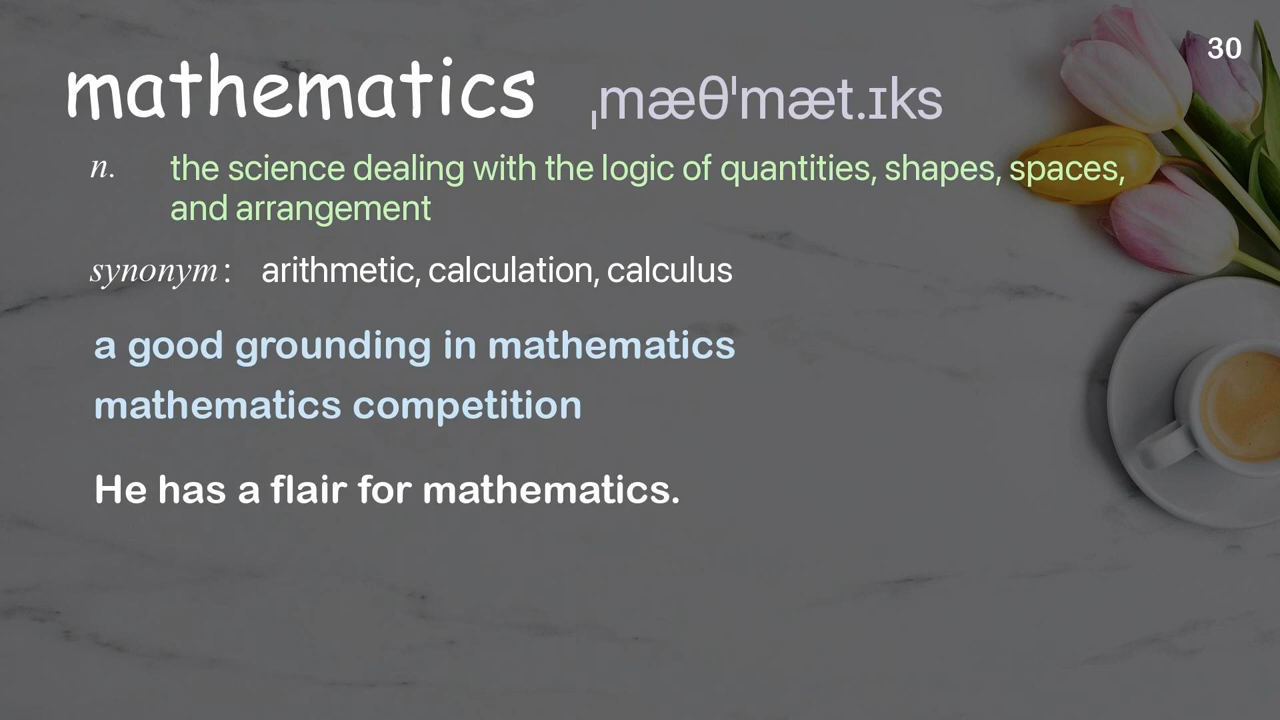 30
mathematics ˌmæθˈmæt.ɪks
n. the science dealing with the logic of quantities, shapes, spaces,
and arrangement
synonym: arithmetic, calculation, calculus
a good grounding in mathematics
mathematics competition
He has a flair for mathematics.